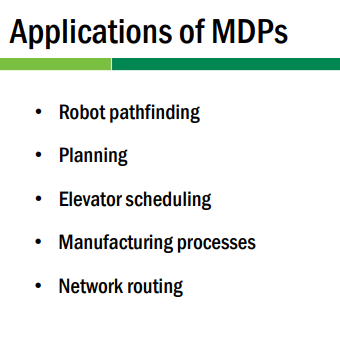 Applications of MDPs
• Robot pathfinding
• Planning
• Elevator scheduling
• Manufacturing processes
• Network routing